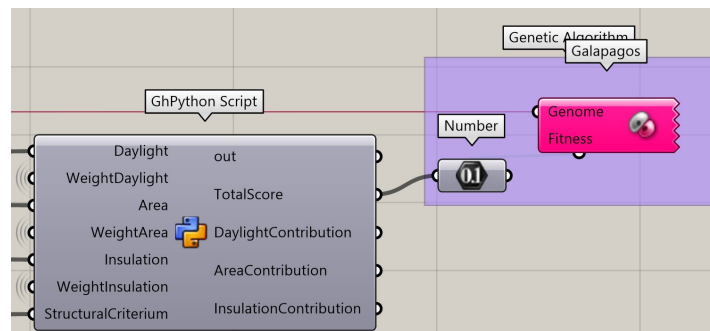 Genetic Algorithm
Galapagos
GhPython Script
Number
Genome
Fitness
0.1
Daylight
WeightDaylight
Area
WeightArea
Insulation
WeightInsulation
StructuralCriterium
out
TotalScore
DaylightContribution
AreaContribution
InsulationContribution